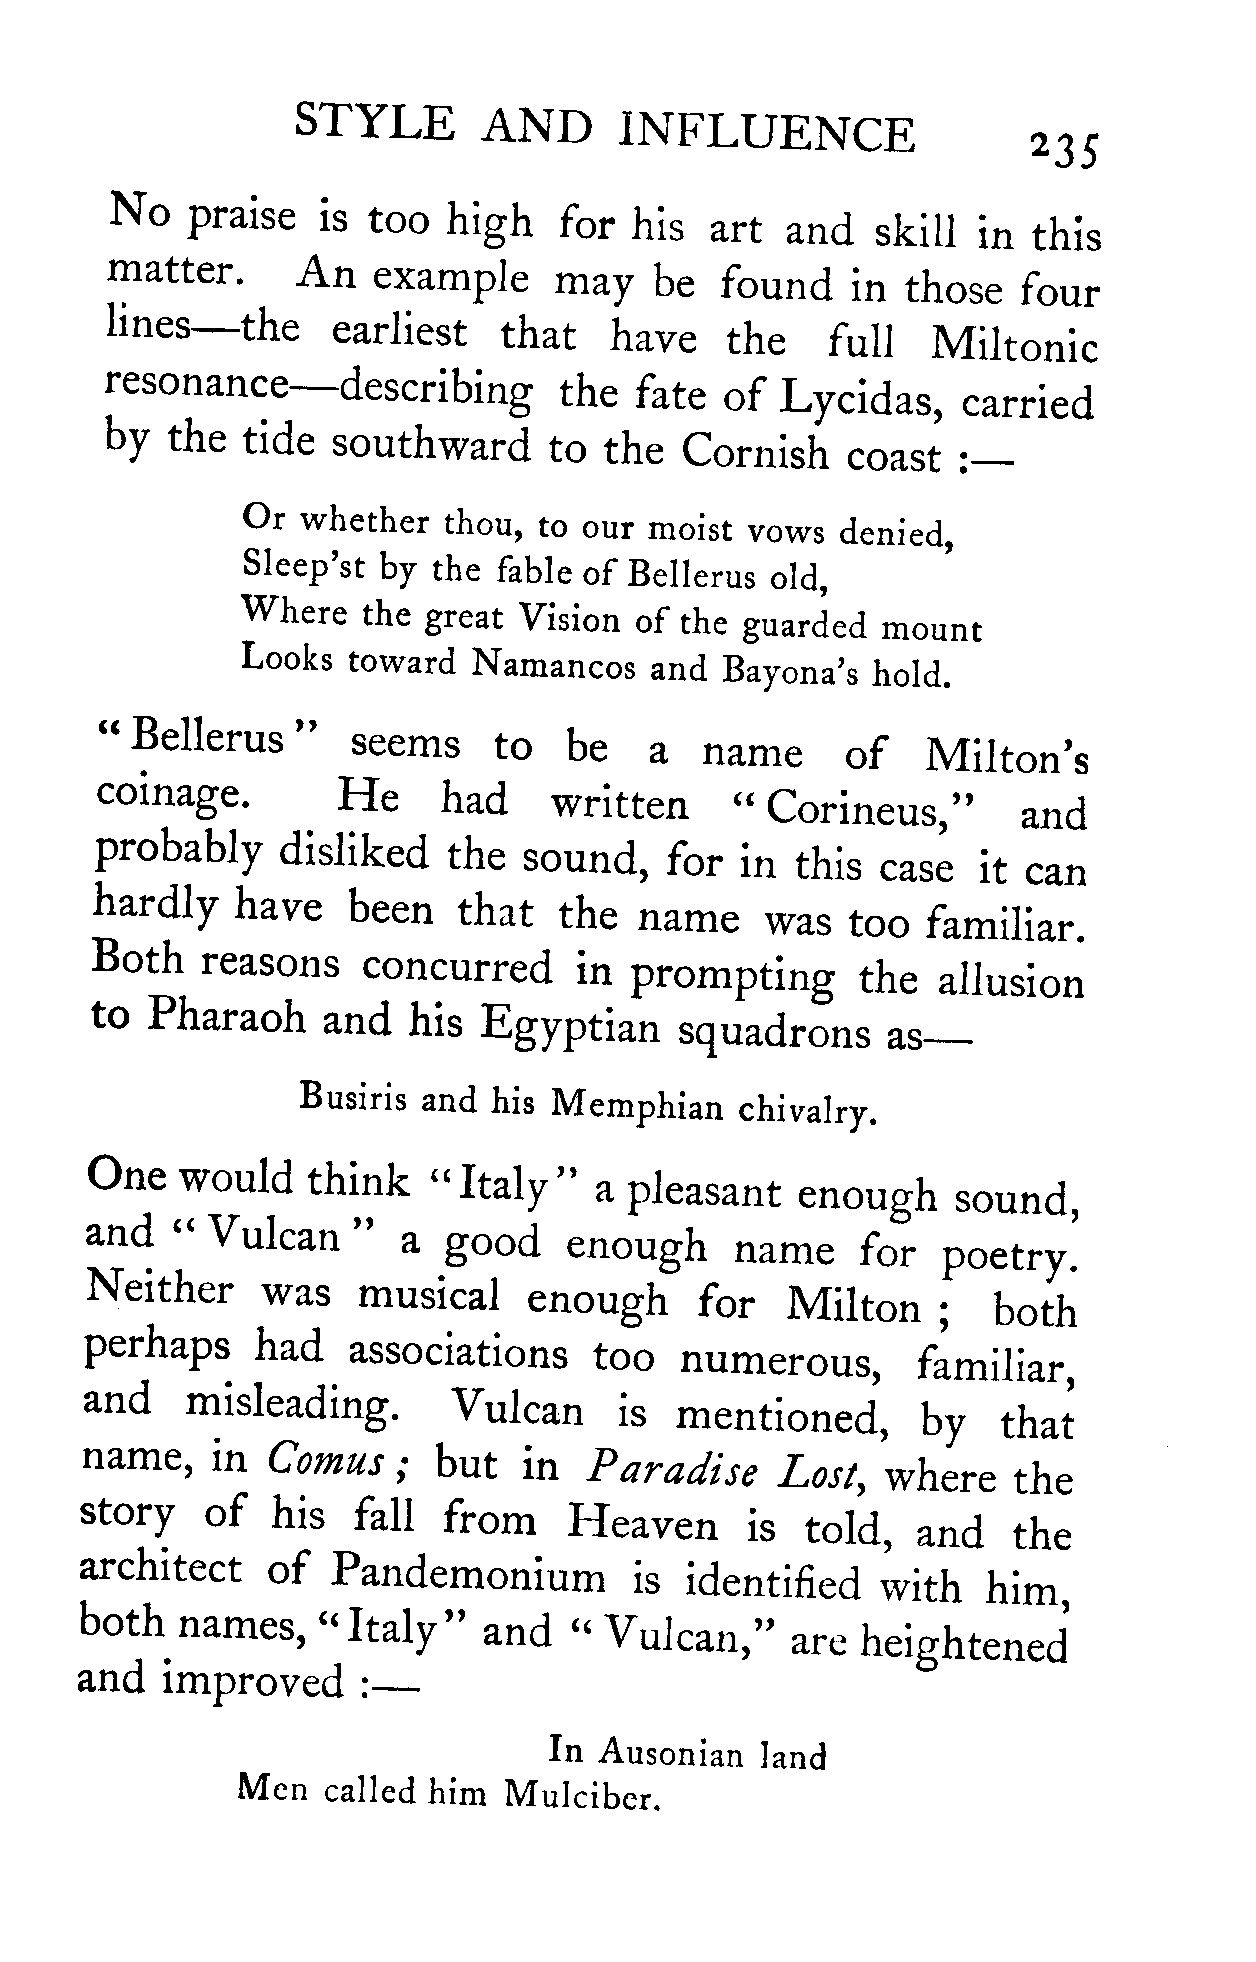 STYLE AND INFLUENCE 235
No praise is too high for his art and skill in this
matter. An example may be found in those four
lines—the earliest that have the full Miltonic
resonance—describing the fate of Lycidas, carried
by the tide southward to the Cornish coast :—
Or whether thou, to our moist vows denied,
Sleep'st by the fable of Bellerus old,
Where the great Vision of the guarded mount
Looks toward Namancos and Bayona's hold.
“ Bellerus ” seems to be a name of Milton's
coinage. He had written “ Corineus,” and
probably disliked the sound, for in this case it can
hardly have been that the name was too familiar.
Both reasons concurred in prompting the allusion
to Pharaoh and his Egyptian squadrons as—
Busiris and his Memphian chivalry.
One would think “ Italy ” a pleasant enough sound,
and “ Vulcan ” a good enough name for poetry.
Neither was musical enough for Milton ; both
perhaps had associations too numerous, familiar,
and misleading. Vulcan is mentioned, by that
name, in Comus ; but in Paradise Lost, where the
story of his fall from Heaven is told, and the
architect of Pandemonium is identified with him,
both names, “ Italy ” and “ Vulcan,” are heightened
and improved :—
In Ausonian land
Men called him Mulciber.